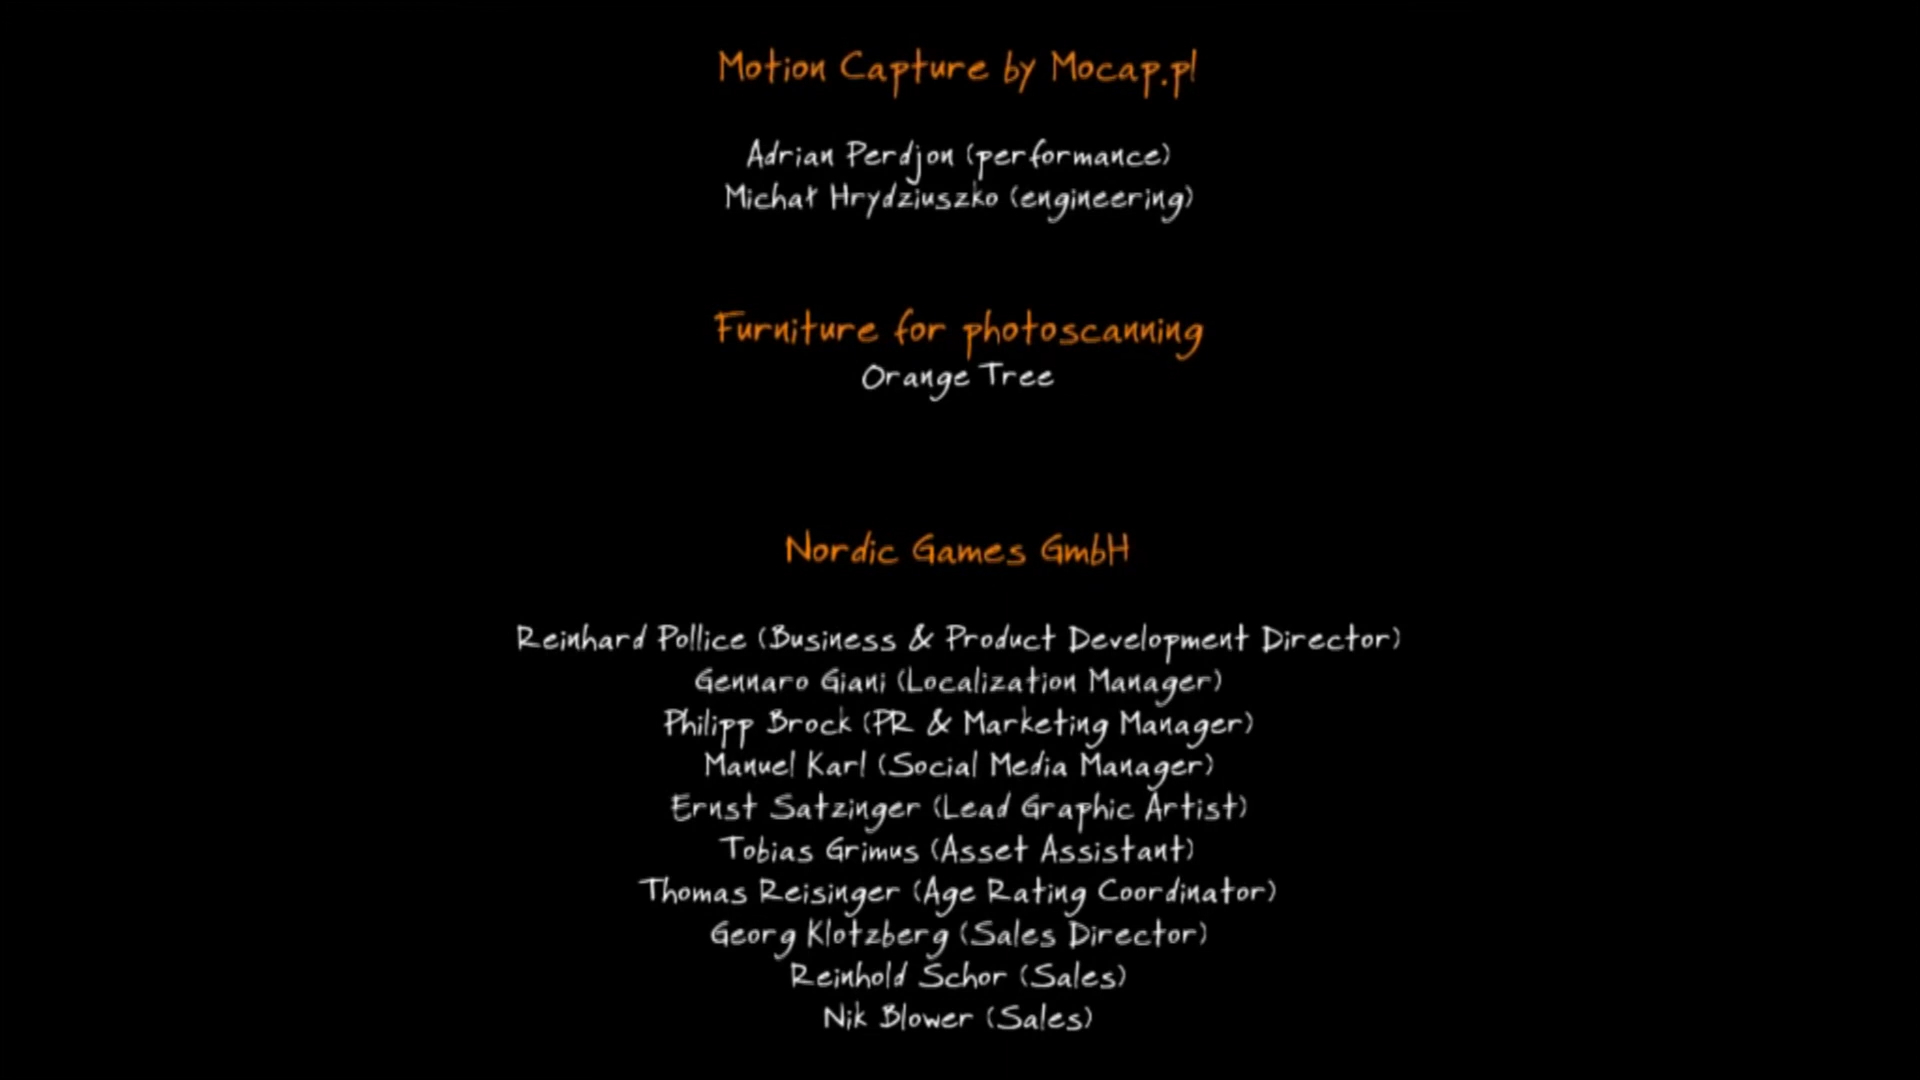 Motion Capture by Mocap.pl
Adrian Perdjon (performance)
Michał Hrydziuszko (engineering)
Furniture for photoscanning
Orange Tree
Nordic Games GmbH
Reinhard Pollice (Business & Product Development Director)
Gennaro Giani (Localization Manager)
Philipp Brock (PR & Marketing Manager)
Manuel Karl (Social Media Manager)
Ernst Satzinger (Lead Graphic Artist)
Tobias Grimus (Asset Assistant)
Thomas Reisinger (Age Rating Coordinator)
Georg Klotzberg (Sales Director)
Reinhold Schor (Sales)
Nik Blower (Sales)